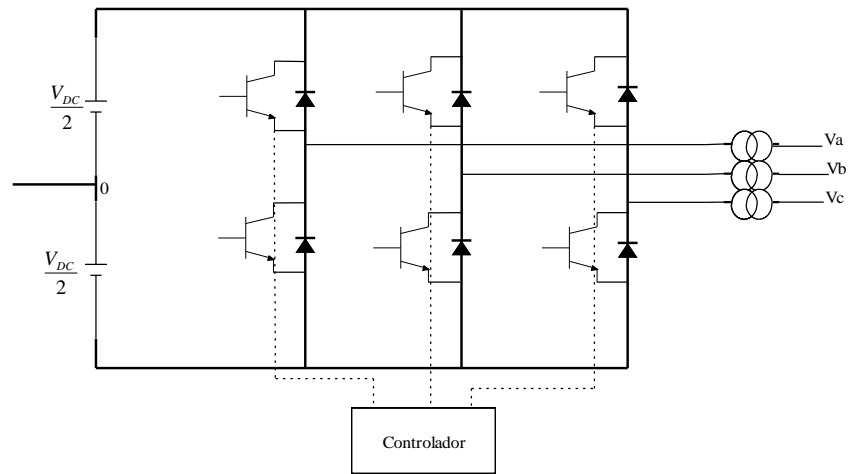 V_DC
2
0
V_DC
2
Va
Vb
Vc
Controlador